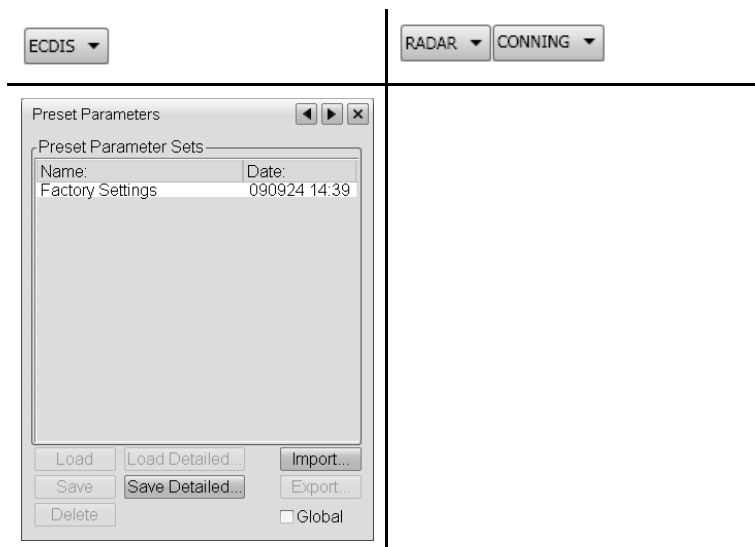 ECDIS
RADAR CONNING
Preset Parameters
Preset Parameter Sets
Name: Date:
Factory Settings 090924 14:39
Load Load Detailed... Import...
Save Save Detailed... Export...
Delete Global